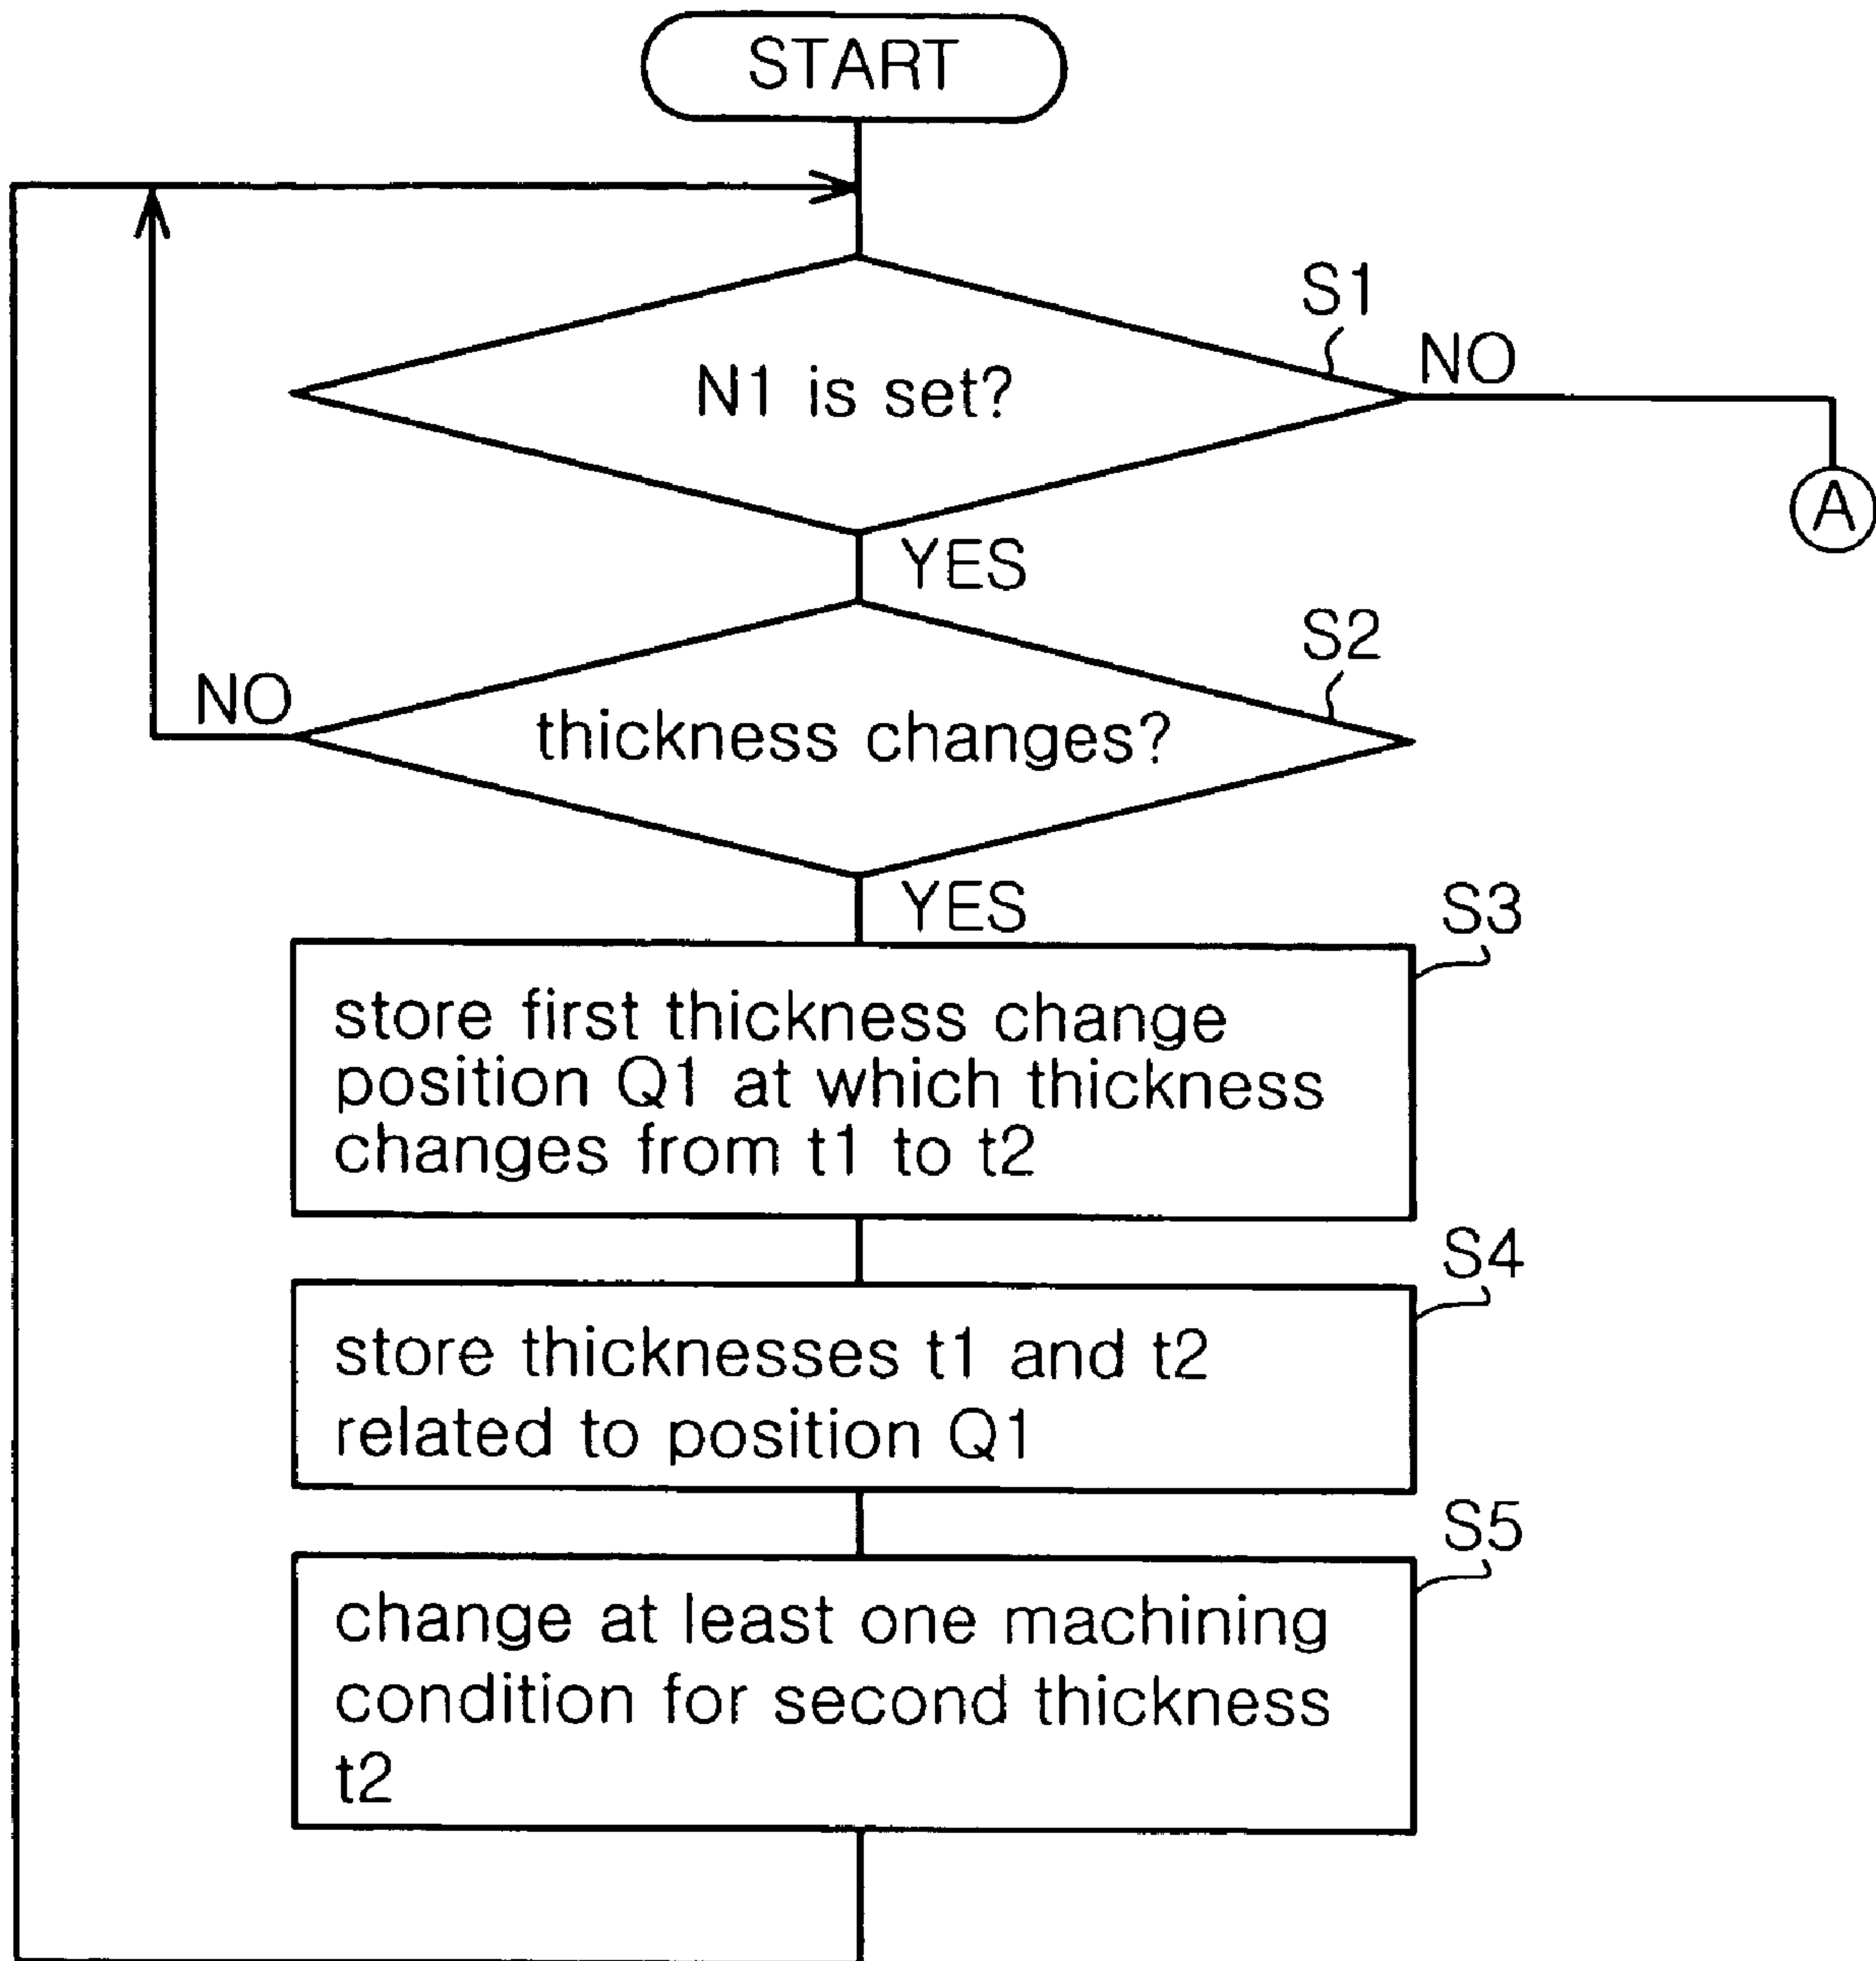 START
S1
N1 is set?
NO
A
YES
S2
NO
thickness changes?
YES
S3
store first thickness change
position Q1 at which thickness
changes from t1 to t2
S4
store thicknesses t1 and t2
related to position Q1
S5
change at least one machining
condition for second thickness
t2